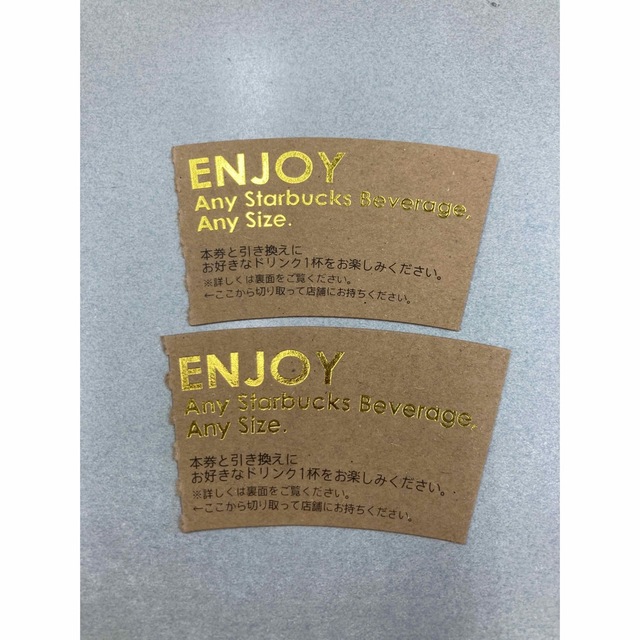 ENJOY
Any Starbucks Beverage,
Any Size.
本券と引き換えに
お好きなドリンク1杯をお楽しみください。
※詳しくは裏面をご覧ください。
←ここから切り取って店舗にお持ちください。
ENJOY
Any Starbucks Beverage,
Any Size.
本券と引き換えに
お好きなドリンク1杯をお楽しみください。
※詳しくは裏面をご覧ください。
←ここから切り取って店舗にお持ちください。